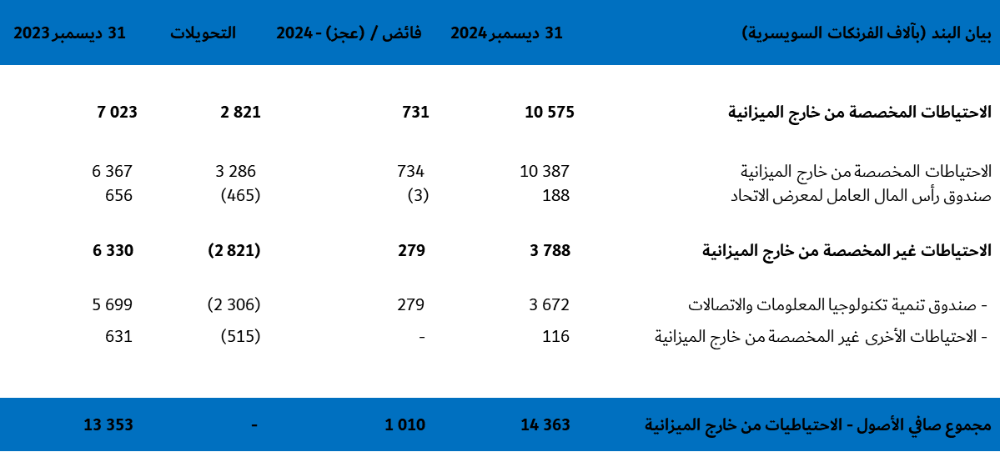 بيان البند (بآلاف الفرنكات السويسرية) 31 ديسمبر 2024 فائض / (عجز) - 2024 التحويلات 31 ديسمبر 2023
الاحتياطات المخصصة من خارج الميزانية 10 575 731 2 821 7 023
الاحتياطات المخصصة من خارج الميزانية 10 387 734 3 286 6 367
صندوق رأس المال العامل لمعرض الاتحاد 188 (3) (465) 656
الاحتياطات غير المخصصة من خارج الميزانية 3 788 279 (2 821) 6 330
- صندوق تنمية تكنولوجيا المعلومات والاتصالات 3 672 279 (2 306) 5 699
- الاحتياطات الأخرى غير المخصصة من خارج الميزانية 116 - (515) 631
مجموع صافي الأصول - الاحتياطيات من خارج الميزانية 14 363 1 010 - 13 353